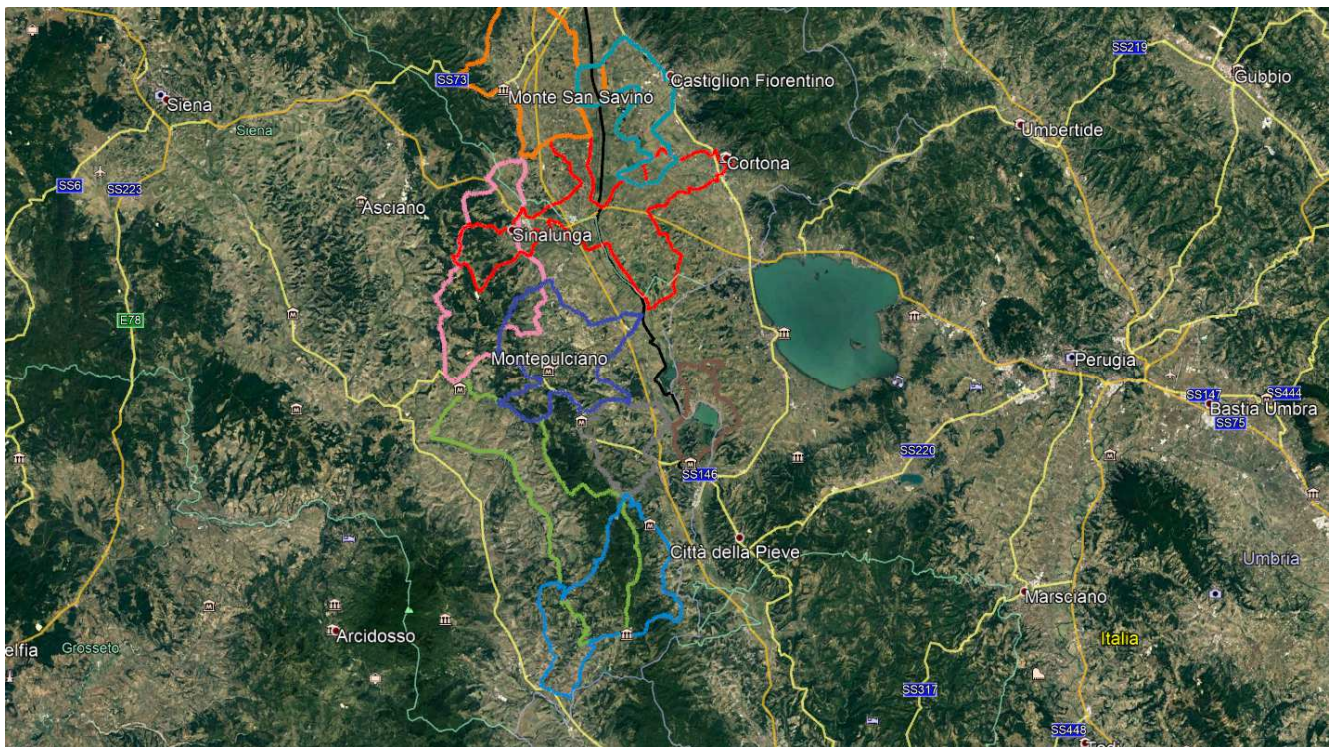 SS219
Gubbio
Castiglion Fiorentino
SS73
Monte San Savino
Siena
Siena
Umbertide
Cortona
SS6
SS223
Asciano
Sinalunga
E78
Montepulciano
Perugia
SS147
SS444
Bastia Umbra
SS75
SS220
SS146
Città della Pieve
Umbria
Marsciano
Arcidosso
Italia
elfia
Grosseto
SS317
SS448